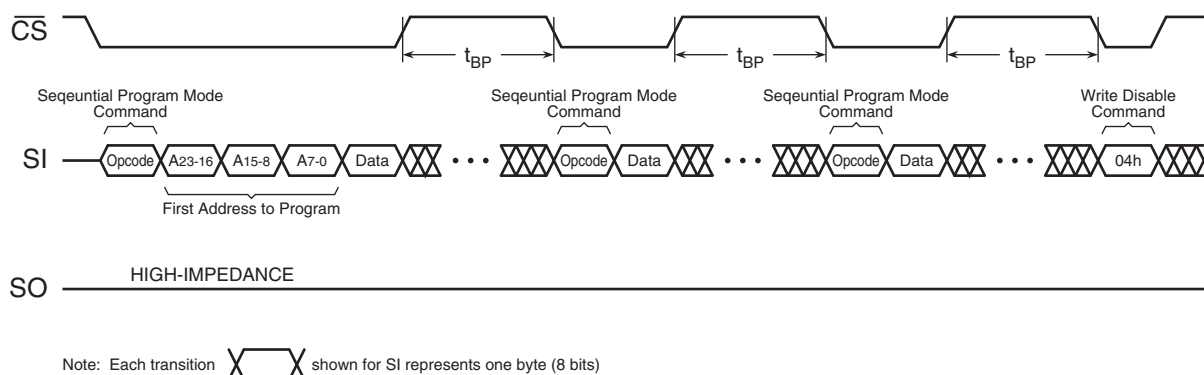 CS
tBP tBP tBP
Seqeuntial Program Mode
Command
Seqeuntial Program Mode
Command
Seqeuntial Program Mode
Command
Write Disable
Command
SI Opcode A23-16 A15-8 A7-0 Data • • • Opcode Data • • • Opcode Data • • • 04h
First Address to Program
HIGH-IMPEDANCE
SO
Note: Each transition shown for SI represents one byte (8 bits)